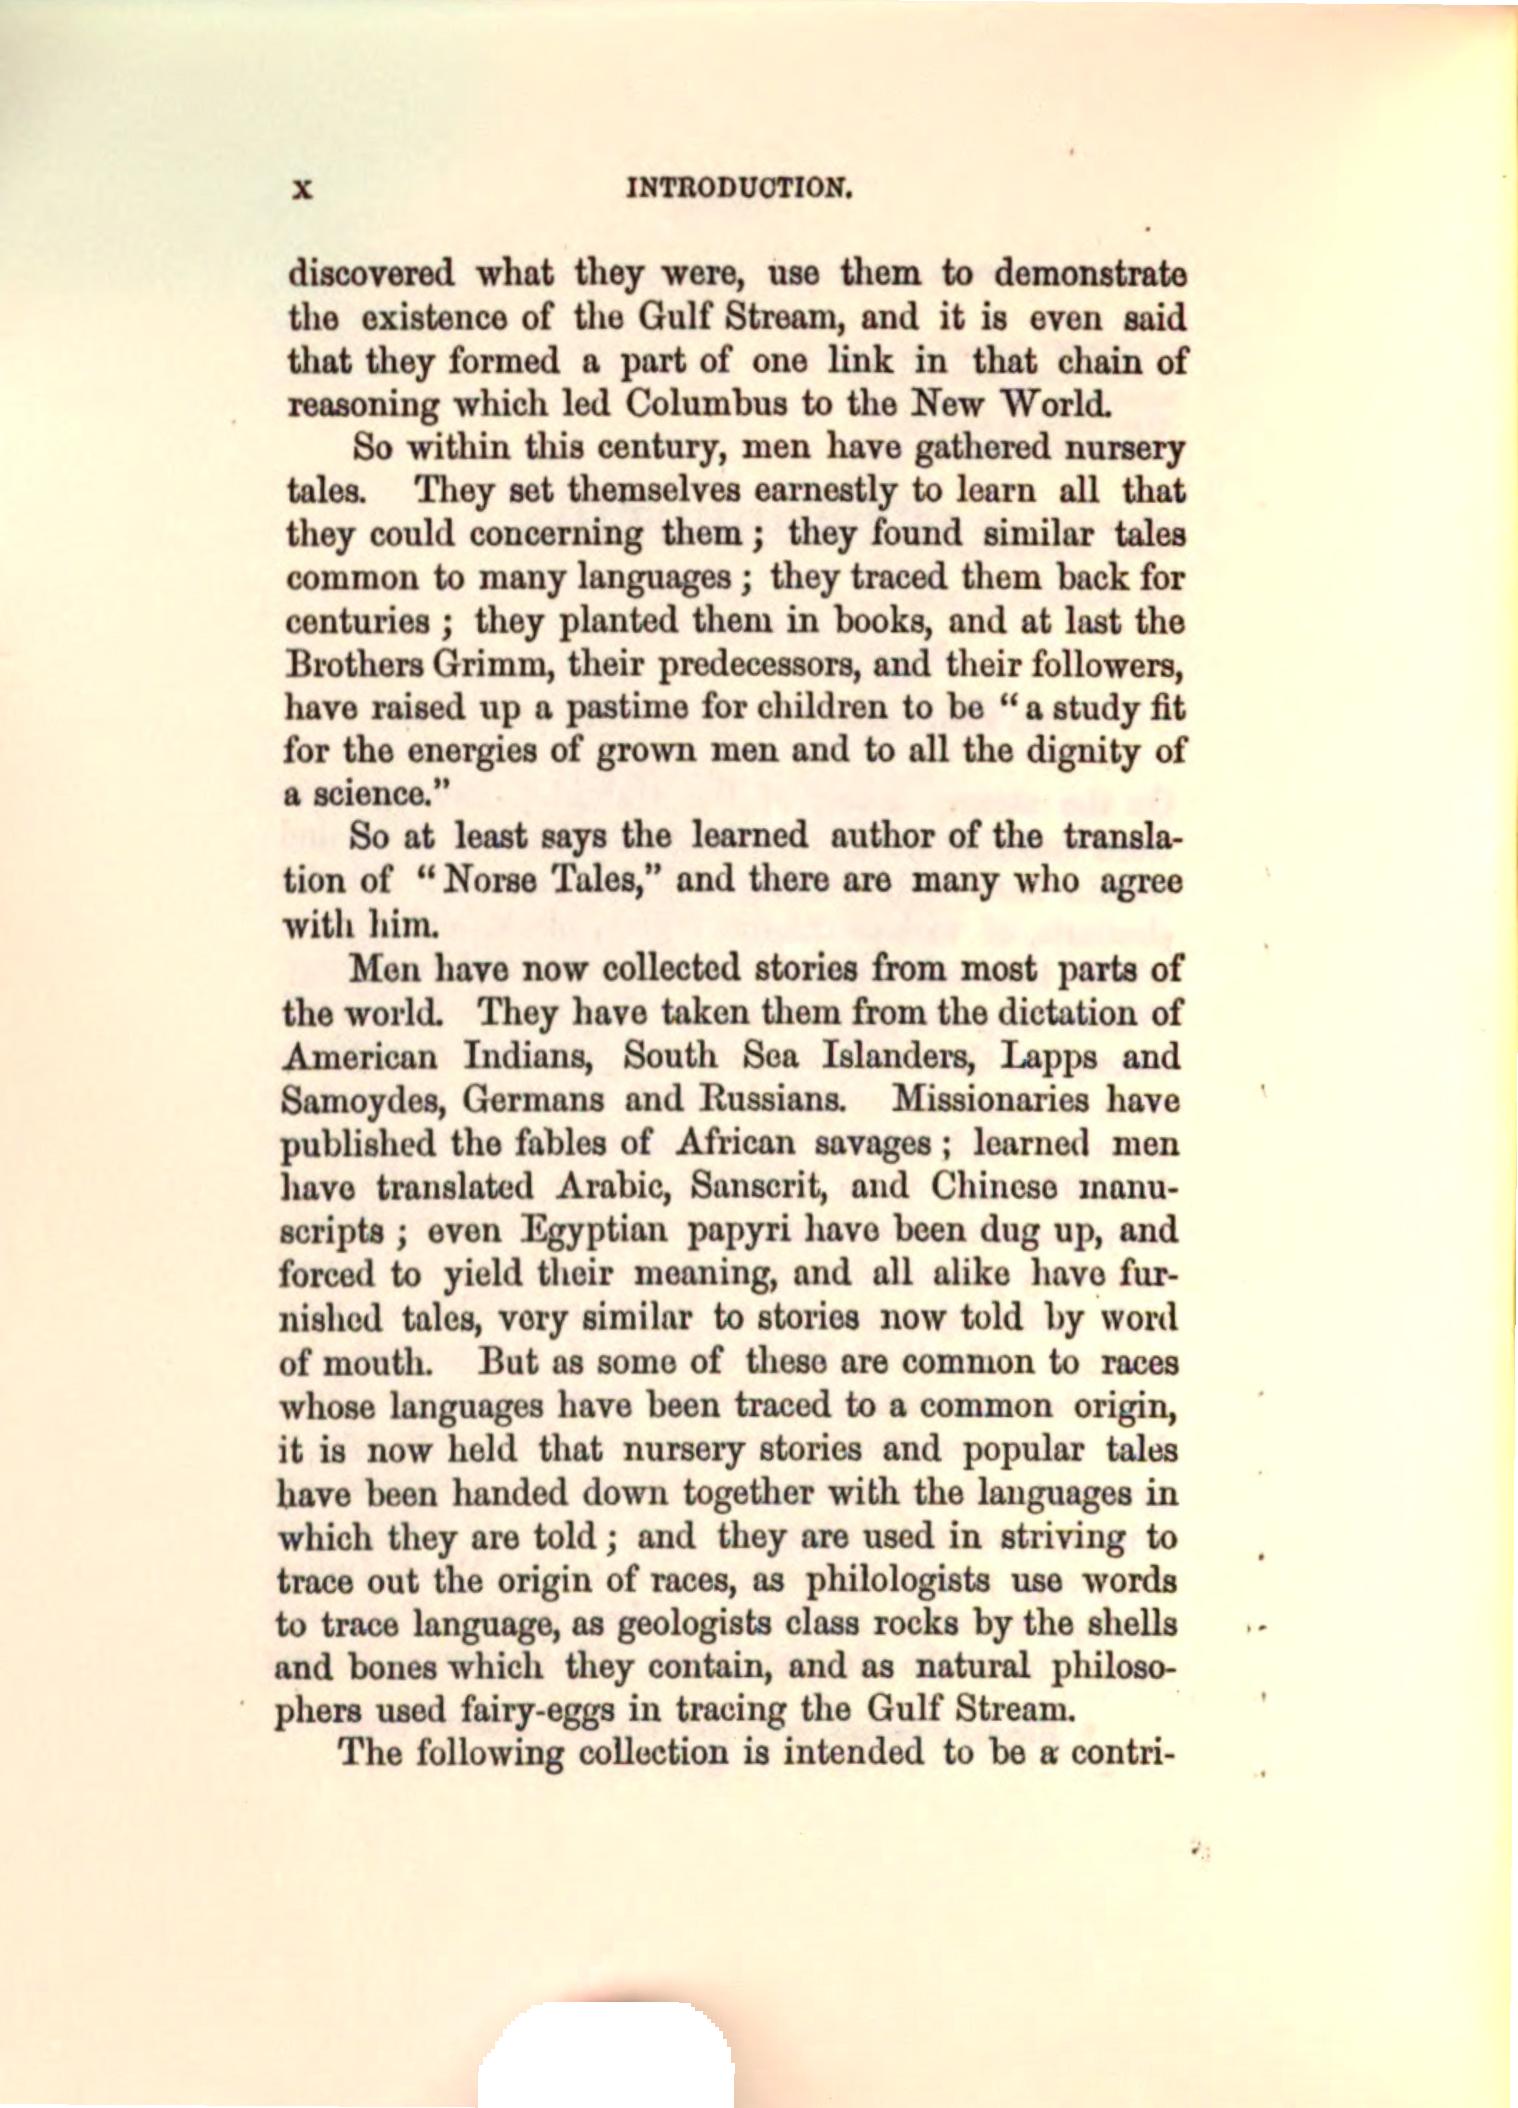 x INTRODUCTION.
discovered what they were, use them to demonstrate
the existence of the Gulf Stream, and it is even said
that they formed a part of one link in that chain of
reasoning which led Columbus to the New World.
So within this century, men have gathered nursery
tales. They set themselves earnestly to learn all that
they could concerning them ; they found similar tales
common to many languages ; they traced them back for
centuries ; they planted them in books, and at last the
Brothers Grimm, their predecessors, and their followers,
have raised up a pastime for children to be “ a study fit
for the energies of grown men and to all the dignity of
a science.”
So at least says the learned author of the transla-
tion of “ Norse Tales,” and there are many who agree
with him.
Men have now collected stories from most parts of
the world. They have taken them from the dictation of
American Indians, South Sea Islanders, Lapps and
Samoydes, Germans and Russians. Missionaries have
published the fables of African savages ; learned men
have translated Arabic, Sanscrit, and Chinese manu-
scripts ; even Egyptian papyri have been dug up, and
forced to yield their meaning, and all alike have fur-
nished tales, very similar to stories now told by word
of mouth. But as some of these are common to races
whose languages have been traced to a common origin,
it is now held that nursery stories and popular tales
have been handed down together with the languages in
which they are told ; and they are used in striving to
trace out the origin of races, as philologists use words
to trace language, as geologists class rocks by the shells
and bones which they contain, and as natural philoso-
phers used fairy-eggs in tracing the Gulf Stream.
The following collection is intended to be a contri-